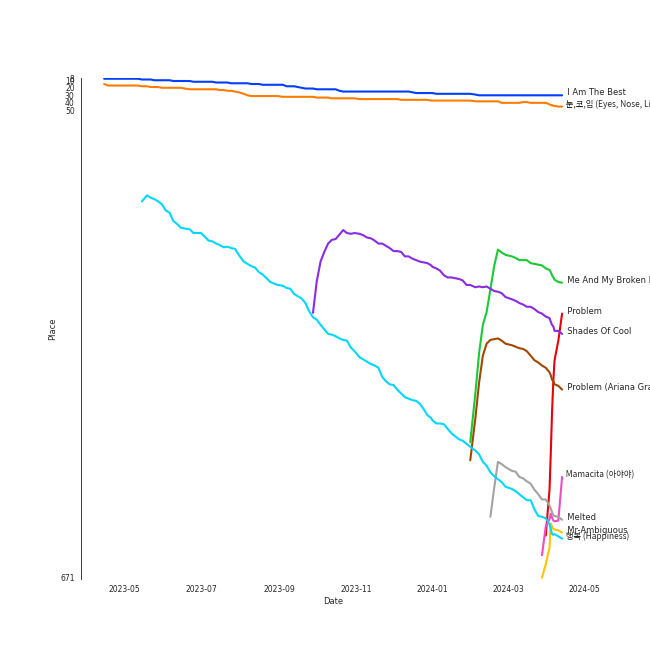 8
10
20
30
40
50
I Am The Best
눈,코,입 (Eyes, Nose, Li
Me And My Broken
Problem
Shades Of Cool
Problem (Ariana Gra
Mamacita (아야야)
Melted
Mr·Ambiguous
행복 (Happiness)
671
Place
2023-05
2023-07
2023-09
2023-11
2024-01
2024-03
2024-05
Date